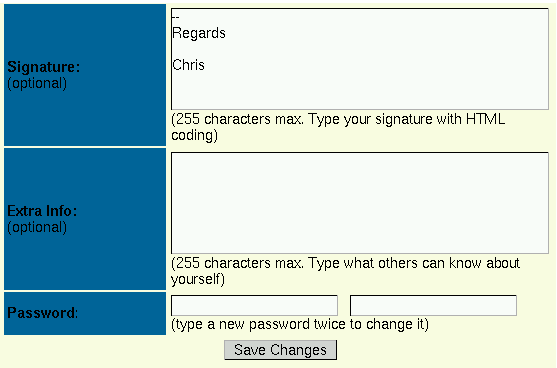 --
Regards
Chris
Signature:
(optional)
(255 characters max. Type your signature with HTML
coding)
Extra Info:
(optional)
(255 characters max. Type what others can know about
yourself)
Password:
(type a new password twice to change it)
Save Changes